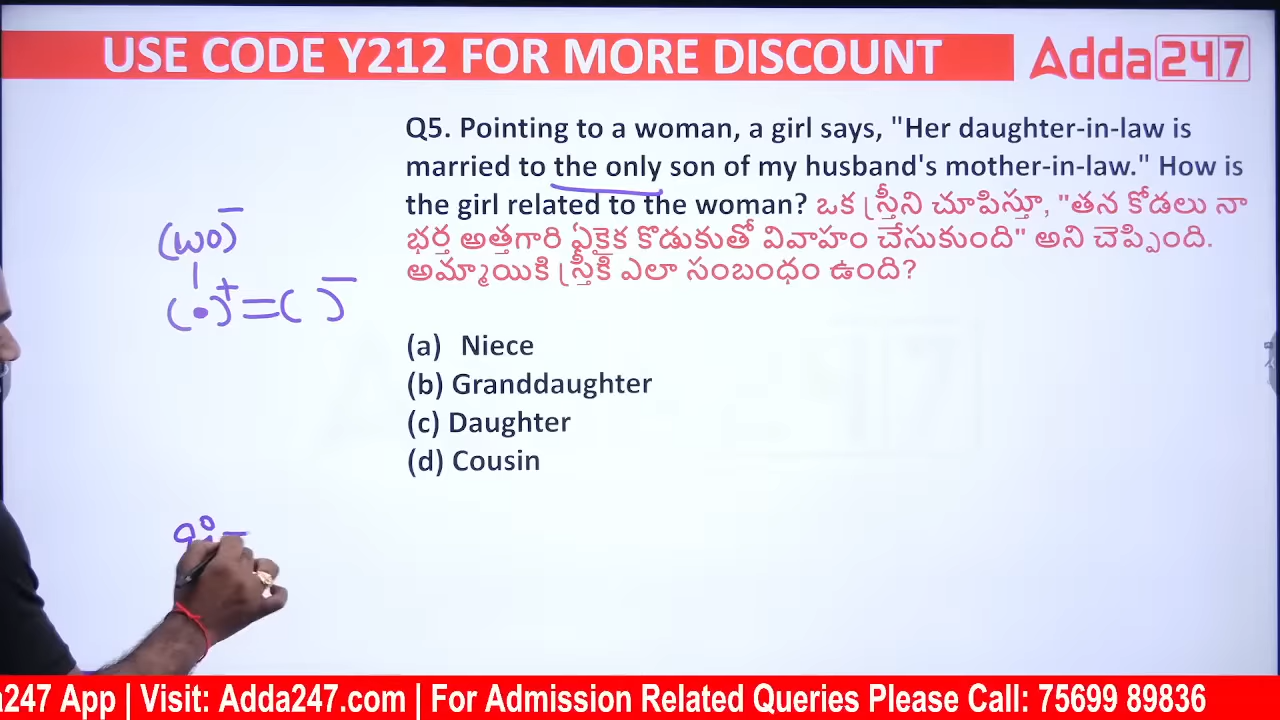 USE CODE Y212 FOR MORE DISCOUNT
Adda247
Q5. Pointing to a woman, a girl says, "Her daughter-in-law is
married to the only son of my husband's mother-in-law." How is
the girl related to the woman? ఒక స్త్రీని చూపిస్తూ, "తన కోడలు నా
భర్త అత్తగారి ఏకైక కొడుకుతో వివాహం చేసుకుంది" అని చెప్పింది.
అమ్మాయికి స్త్రీకి ఎలా సంబంధం ఉంది?
(wo)−
(•)+ = ( )−
(a) Niece
(b) Granddaughter
(c) Daughter
(d) Cousin
a247 App | Visit: Adda247.com | For Admission Related Queries Please Call: 75699 89836